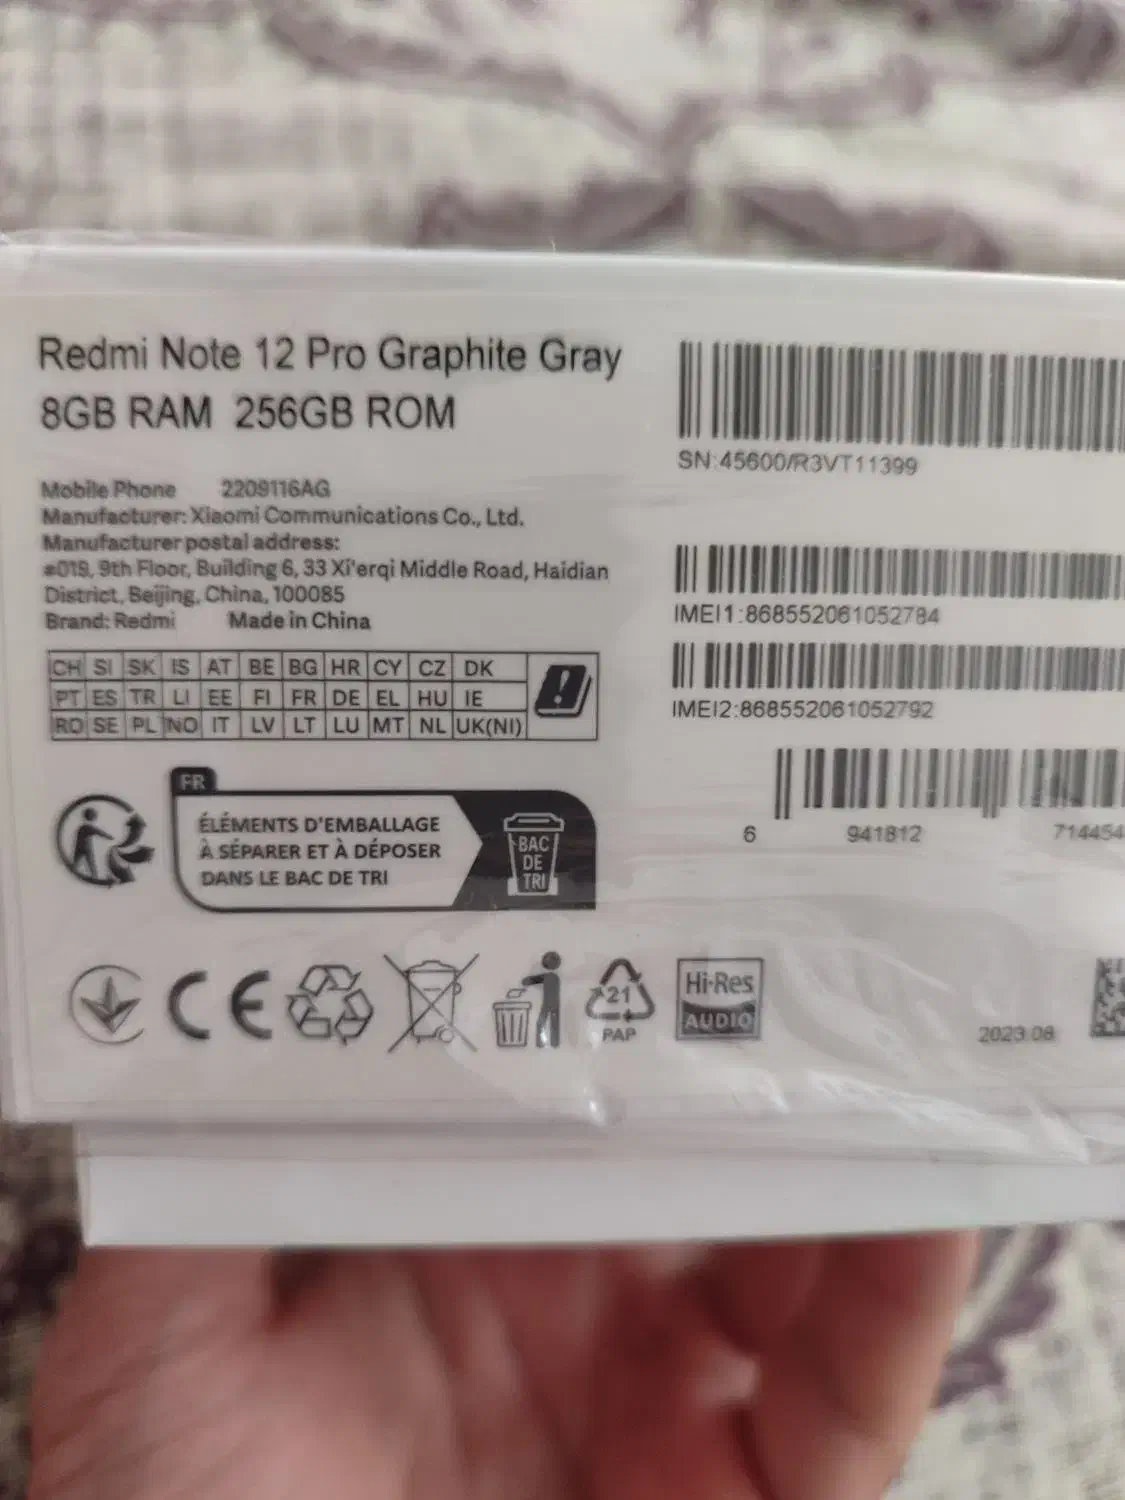 Redmi Note 12 Pro Graphite Gray
8GB RAM 256GB ROM
Mobile Phone 2209116AG
Manufacturer: Xiaomi Communications Co., Ltd.
Manufacturer postal address:
#019, 9th Floor, Building 6, 33 Xi'erqi Middle Road, Haidian
District, Beijing, China, 100085
Brand: Redmi Made in China
CH SI SK IS AT BE BG HR CY CZ DK
PT ES TR LI EE FI FR DE EL HU IE
RO SE PL NO IT LV LT LU MT NL UK(NI)
FR
ÉLÉMENTS D'EMBALLAGE
À SÉPARER ET À DÉPOSER
DANS LE BAC DE TRI
BAC
DE
TRI
CE
21
PAP
Hi-Res
AUDIO
SN:45600/R3VT11399
IMEI1:868552061052784
IMEI2:868552061052792
6 941812 714454
2023.08